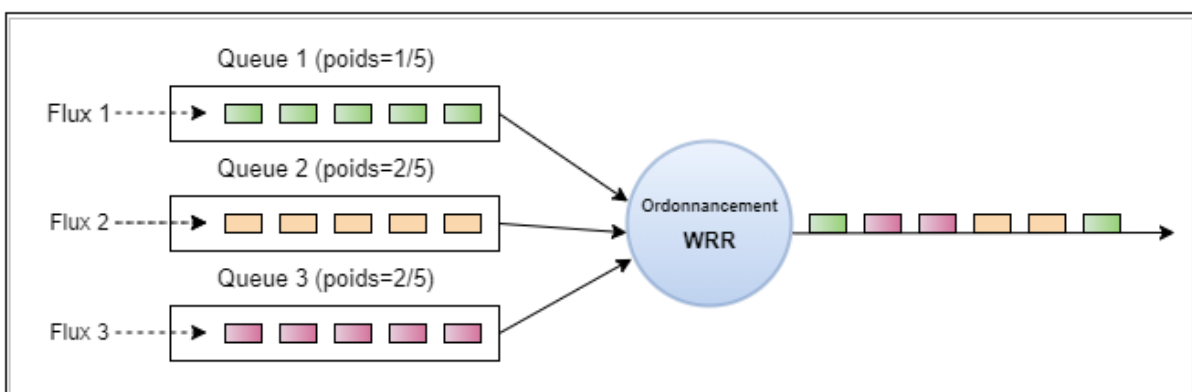 Queue 1 (poids=1/5)
Flux 1
Queue 2 (poids=2/5)
Flux 2
Queue 3 (poids=2/5)
Flux 3
Ordonnancement
WRR